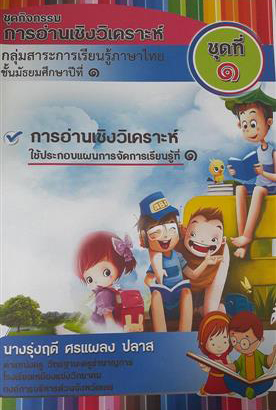 ชุดกิจกรรม
การอ่านเชิงวิเคราะห์
กลุ่มสาระการเรียนรู้ภาษาไทย
ชั้นมัธยมศึกษาปีที่ ๑
ชุดที่
๑
การอ่านเชิงวิเคราะห์
ใช้ประกอบแผนการจัดการเรียนรู้ที่ ๑
นางรุ่งฤดี ศรแผลง ปลาส